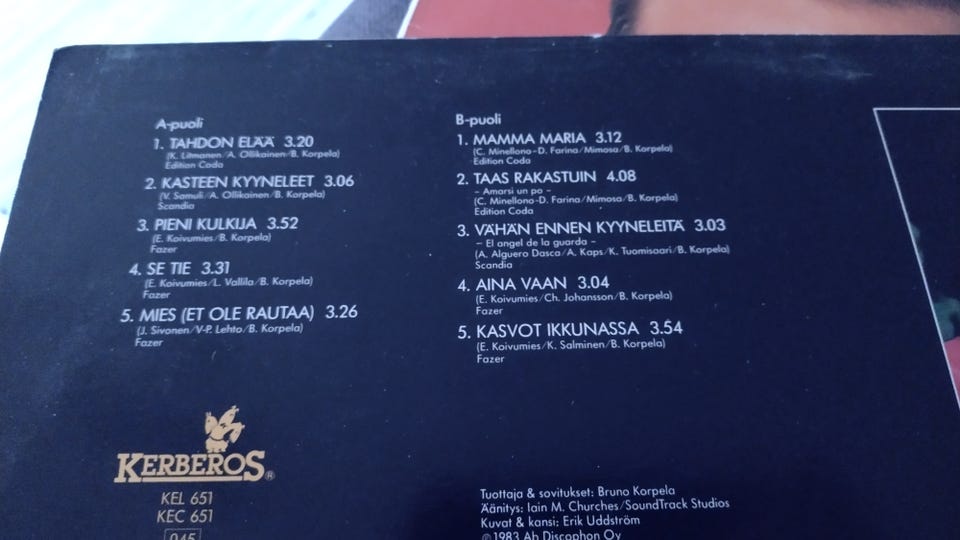 A-puoli
1. TAHDON ELÄÄ 3.20
(K. Litmanen/A. Ollikainen/B. Korpela)
Edition Coda
2. KASTEEN KYYNELEET 3.06
(V. Samuli/A. Ollikainen/B. Korpela)
Scandia
3. PIENI KULKIJA 3.52
(E. Koivumies/B. Korpela)
Fazer
4. SE TIE 3.31
(E. Koivumies/L. Vallila/B. Korpela)
Fazer
5. MIES (ET OLE RAUTAA) 3.26
(J. Sivonen/V-P. Lehto/B. Korpela)
Fazer
B-puoli
1. MAMMA MARIA 3.12
(C. Minellono-D. Farina/Mimosa/B. Korpela)
Edition Coda
2. TAAS RAKASTUIN 4.08
– Amarsi un po –
(C. Minellono-D. Farina/Mimosa/B. Korpela)
Edition Coda
3. VÄHÄN ENNEN KYYNELEITÄ 3.03
– El angel de la guarda –
(A. Alguero Dasca/A. Kaps/K. Tuomisaari/B. Korpela)
Scandia
4. AINA VAAN 3.04
(E. Koivumies/Ch. Johansson/B. Korpela)
Fazer
5. KASVOT IKKUNASSA 3.54
(E. Koivumies/K. Salminen/B. Korpela)
Fazer
KERBEROS®
KEL 651
KEC 651
045
Tuottaja & sovitukset: Bruno Korpela
Äänitys: Iain M. Churches/SoundTrack Studios
Kuvat & kansi: Erik Uddström
℗1983 Ab Discophon Oy